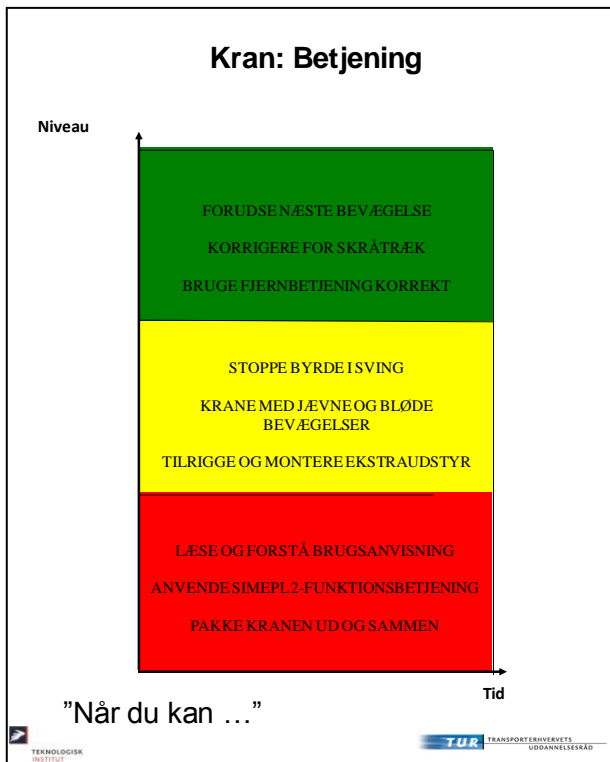 Kran: Betjening
Niveau
FORUDSE NÆSTE BEVÆGELSE
KORRIGERE FOR SKRÅTRÆK
BRUGE FJERNBETJENING KORREKT
STOPPE BYRDE I SVING
KRANE MED JÆVNE OG BLØDE
BEVÆGELSER
TILRIGGE OG MONTERE EKSTRAUDSTYR
LÆSE OG FORSTÅ BRUGSANVISNING
ANVENDE SIMEPL 2-FUNKTIONSBETJENING
PAKKE KRANEN UD OG SAMMEN
Tid
”Når du kan …”
TEKNOLOGISK
INSTITUT
TUR TRANSPORTERHVERVETS
UDDANNELSESRÅD